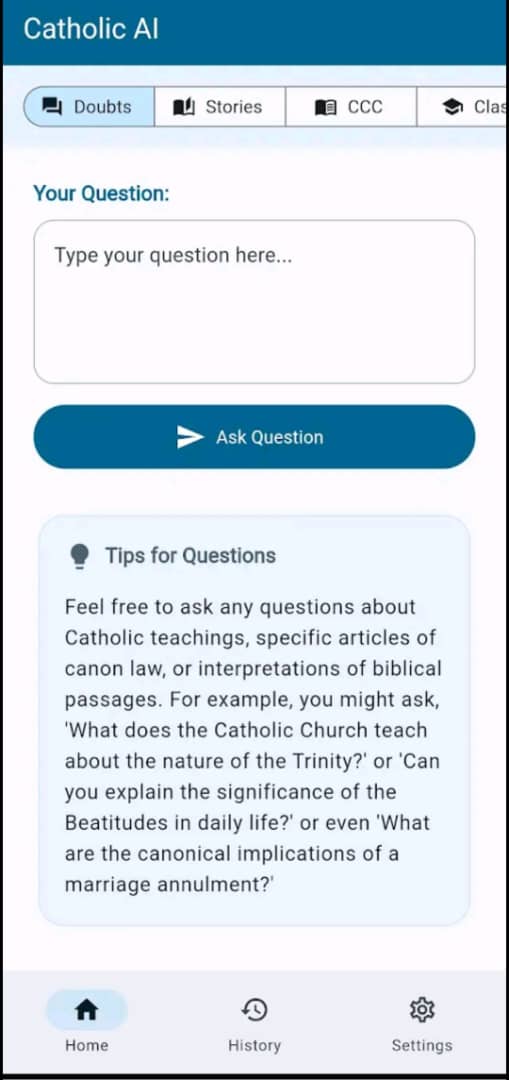 Catholic AI
Doubts
Stories
CCC
Clas
Your Question:
Type your question here...
Ask Question
Tips for Questions
Feel free to ask any questions about
Catholic teachings, specific articles of
canon law, or interpretations of biblical
passages. For example, you might ask,
'What does the Catholic Church teach
about the nature of the Trinity?' or 'Can
you explain the significance of the
Beatitudes in daily life?' or even 'What
are the canonical implications of a
marriage annulment?'
Home
History
Settings